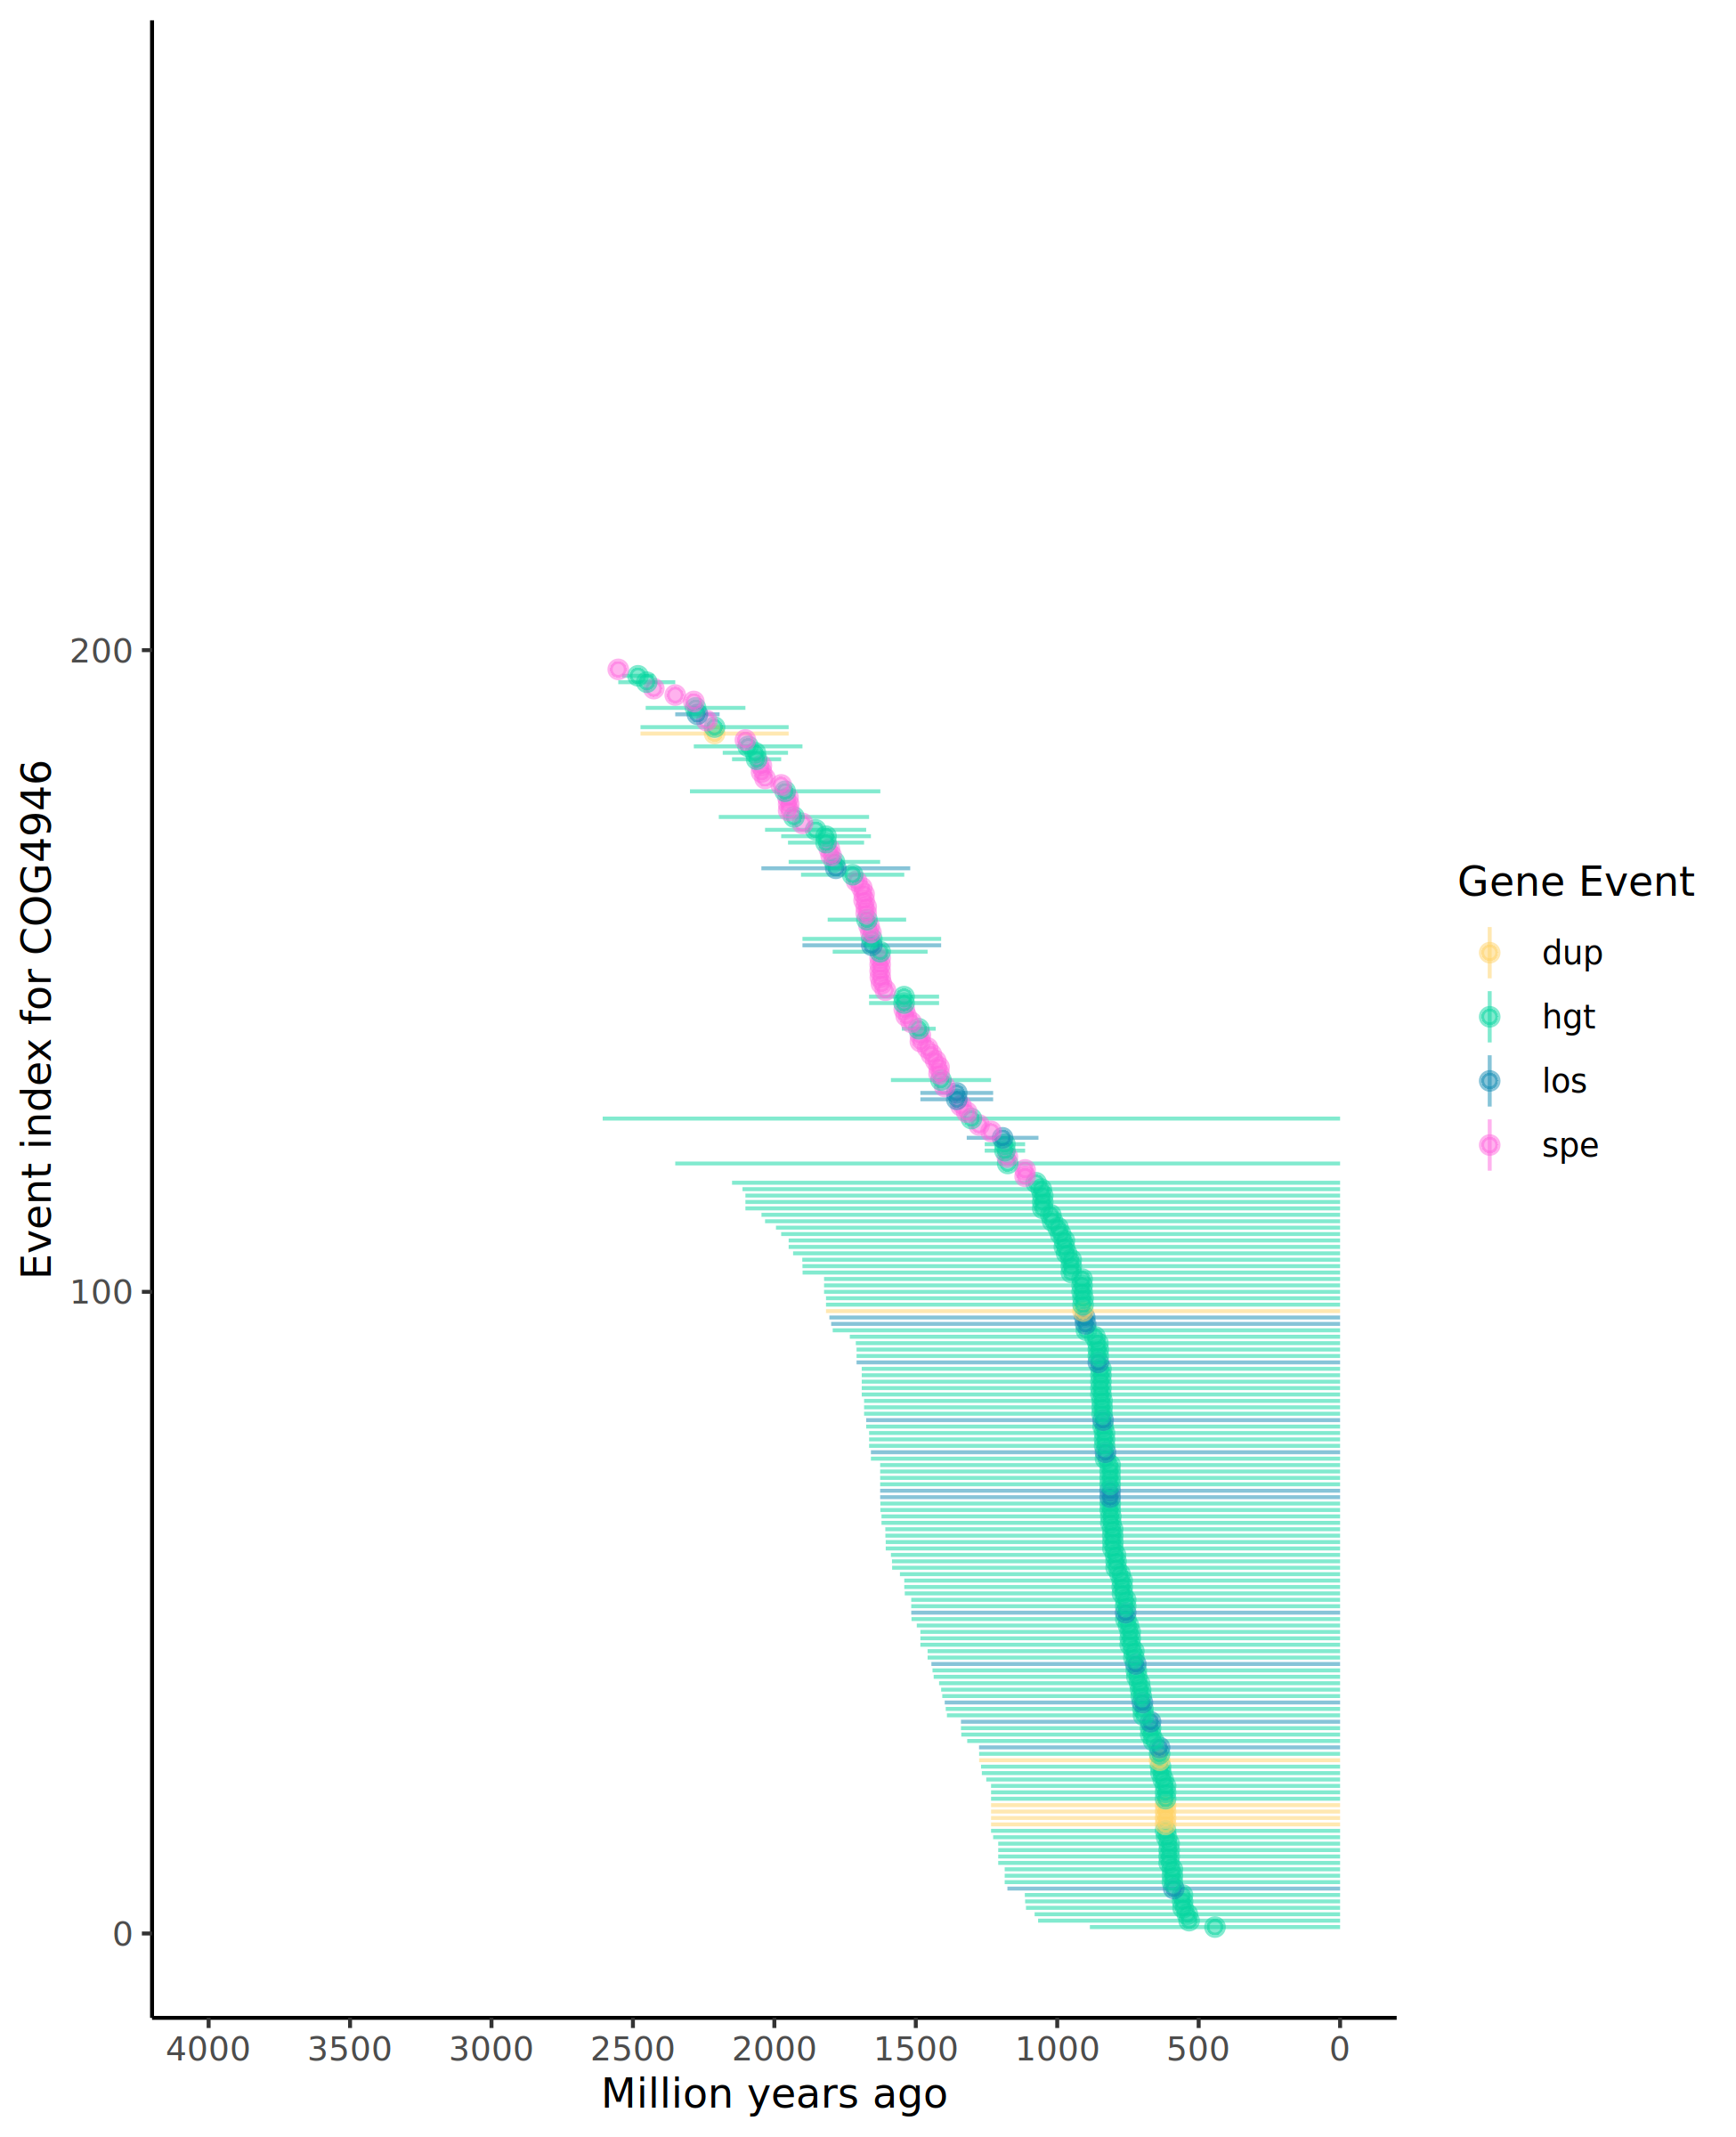 Event index for COG4946
200
100
0
4000 3500 3000 2500 2000 1500 1000 500 0
Million years ago
Gene Event
dup
hgt
los
spe